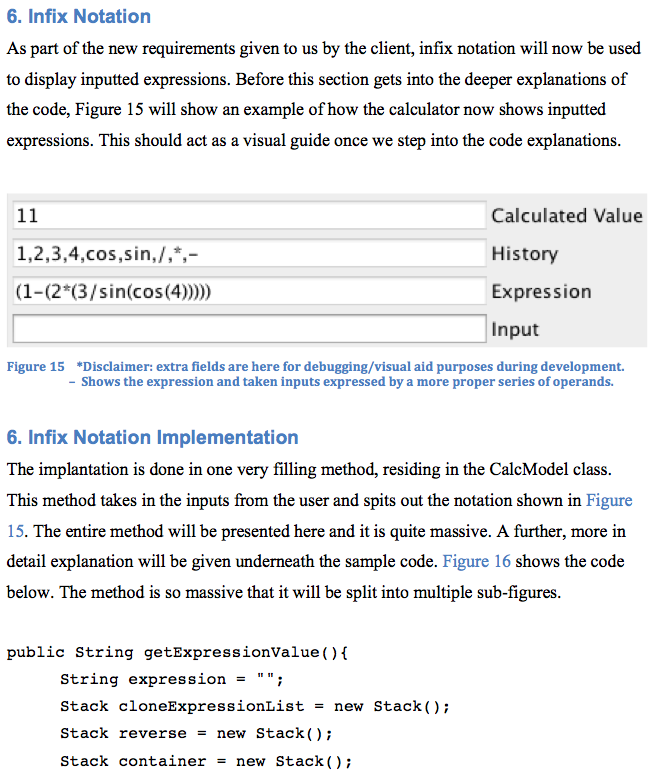 6. Infix Notation
As part of the new requirements given to us by the client, infix notation will now be used
to display inputted expressions. Before this section gets into the deeper explanations of
the code, Figure 15 will show an example of how the calculator now shows inputted
expressions. This should act as a visual guide once we step into the code explanations.
11 Calculated Value
1,2,3,4,cos,sin,/,*,- History
(1-(2*(3/sin(cos(4))))) Expression
Input
Figure 15 *Disclaimer: extra fields are here for debugging/visual aid purposes during development.
- Shows the expression and taken inputs expressed by a more proper series of operands.
6. Infix Notation Implementation
The implantation is done in one very filling method, residing in the CalcModel class.
This method takes in the inputs from the user and spits out the notation shown in Figure
15. The entire method will be presented here and it is quite massive. A further, more in
detail explanation will be given underneath the sample code. Figure 16 shows the code
below. The method is so massive that it will be split into multiple sub-figures.
public String getExpressionValue(){
String expression = "";
Stack cloneExpressionList = new Stack();
Stack reverse = new Stack();
Stack container = new Stack();